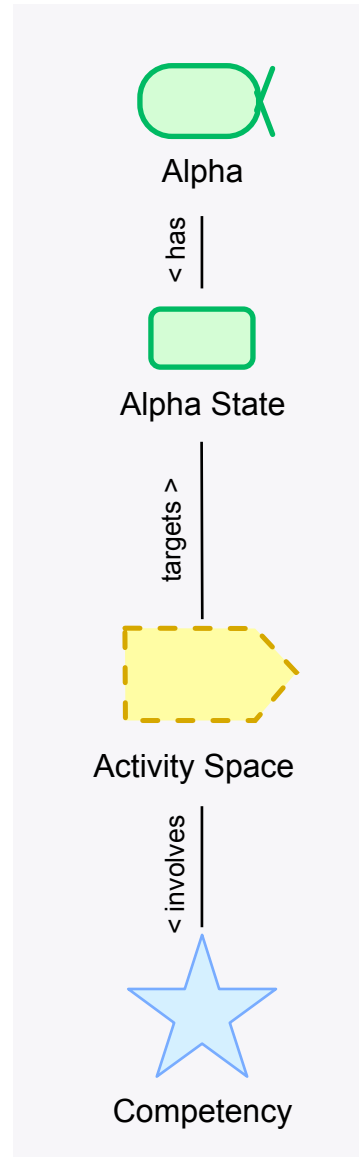 Alpha
< has
Alpha State
targets >
Activity Space
< involves
Competency